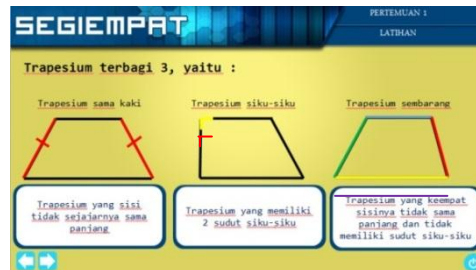 SEGIEMPAT
PERTEMUAN 1
LATIHAN
Trapesium terbagi 3, yaitu :
Trapesium sama kaki
Trapesium siku-siku
Trapesium sembarang
Trapesium yang sisi
tidak sejajarnya sama
panjang
Trapesium yang memiliki
2 sudut siku-siku
Trapesium yang keempat
sisinya tidak sama
panjang dan tidak
memiliki sudut siku-siku